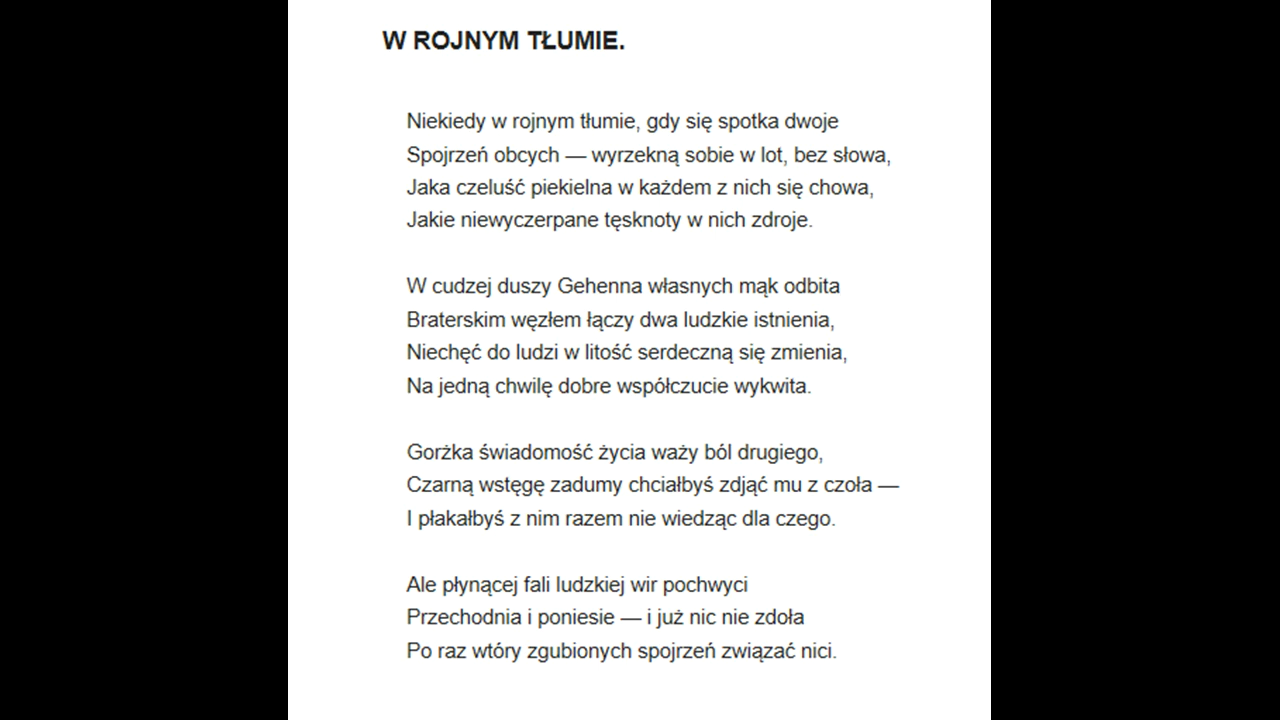 W ROJNYM TŁUMIE.
Niekiedy w rojnym tłumie, gdy się spotka dwoje
Spojrzeń obcych — wyrzekną sobie w lot, bez słowa,
Jaka czeluść piekielna w każdem z nich się chowa,
Jakie niewyczerpane tęsknoty w nich zdroje.
W cudzej duszy Gehenna własnych mąk odbita
Braterskim węzłem łączy dwa ludzkie istnienia,
Niechęć do ludzi w litość serdeczną się zmienia,
Na jedną chwilę dobre współczucie wykwita.
Gorżka świadomość życia waży ból drugiego,
Czarną wstęgę zadumy chciałbyś zdjąć mu z czoła —
I płakałbyś z nim razem nie wiedząc dla czego.
Ale płynącej fali ludzkiej wir pochwyci
Przechodnia i poniesie — i już nic nie zdoła
Po raz wtóry zgubionych spojrzeń związać nici.